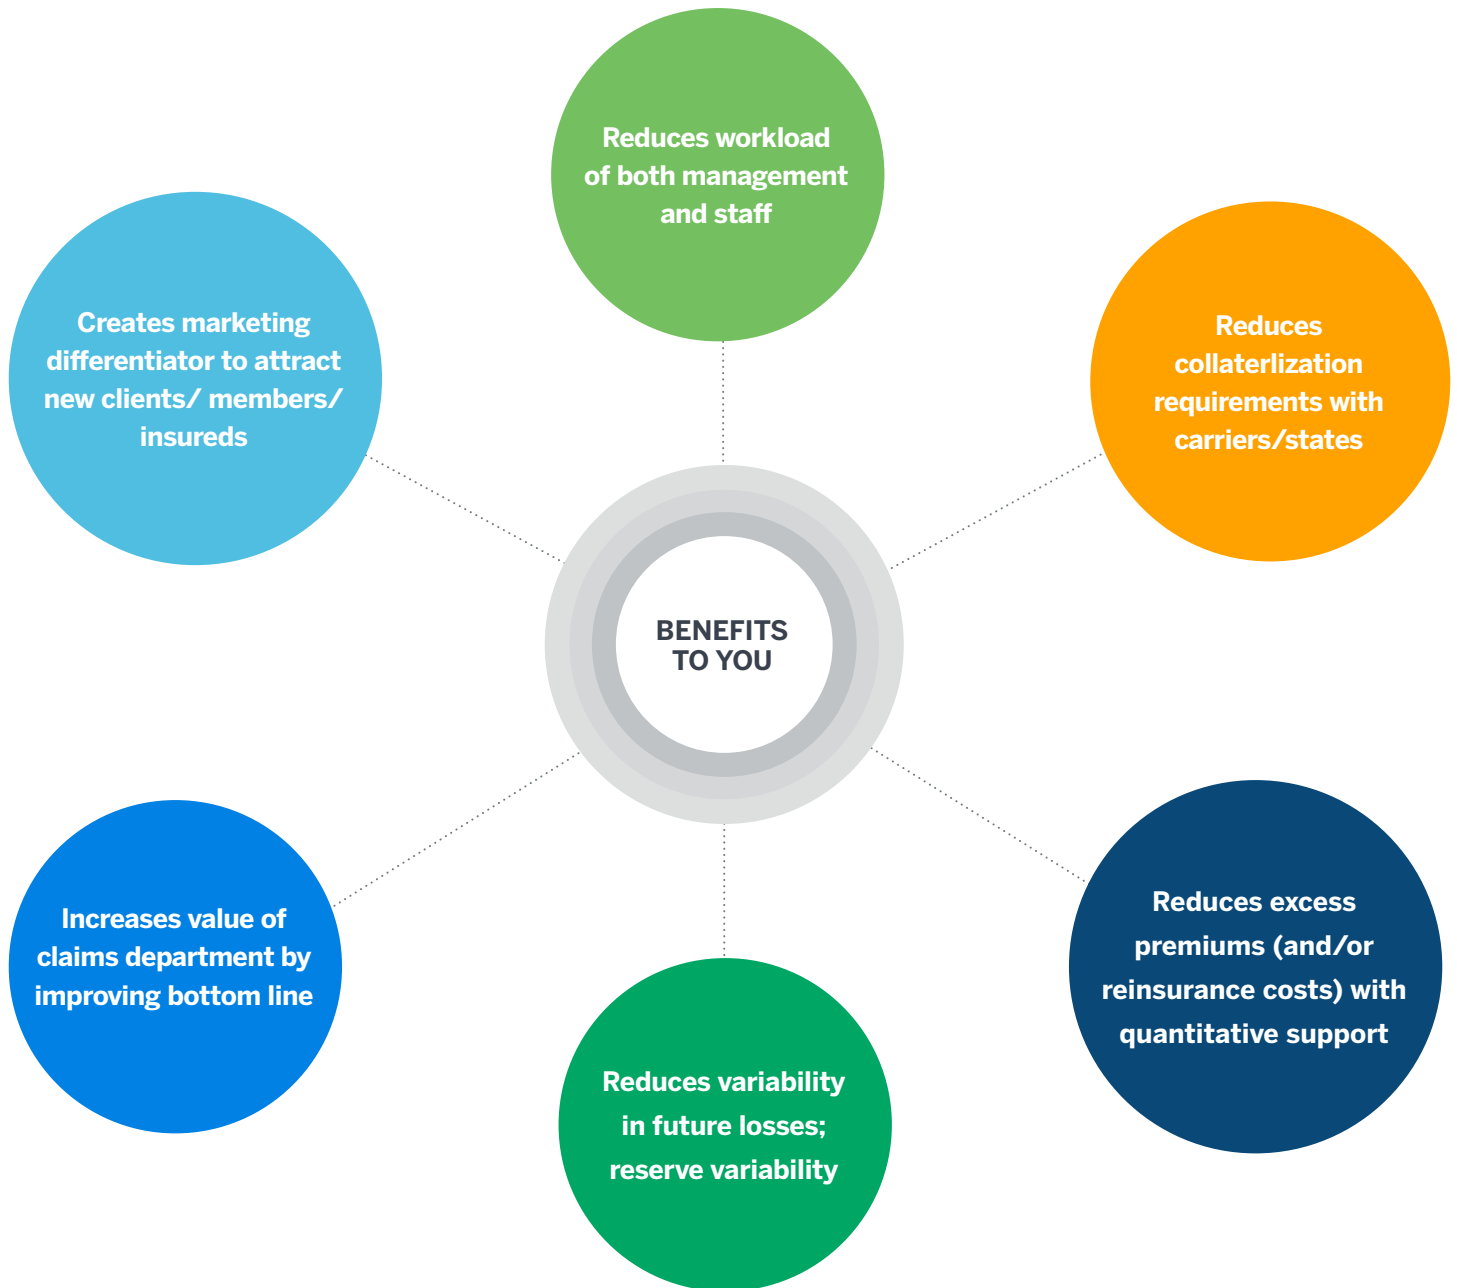 Reduces workload
of both management
and staff
Creates marketing
differentiator to attract
new clients/ members/
insureds
Reduces
collaterlization
requirements with
carriers/states
BENEFITS
TO YOU
Increases value of
claims department by
improving bottom line
Reduces excess
premiums (and/or
reinsurance costs) with
quantitative support
Reduces variability
in future losses;
reserve variability